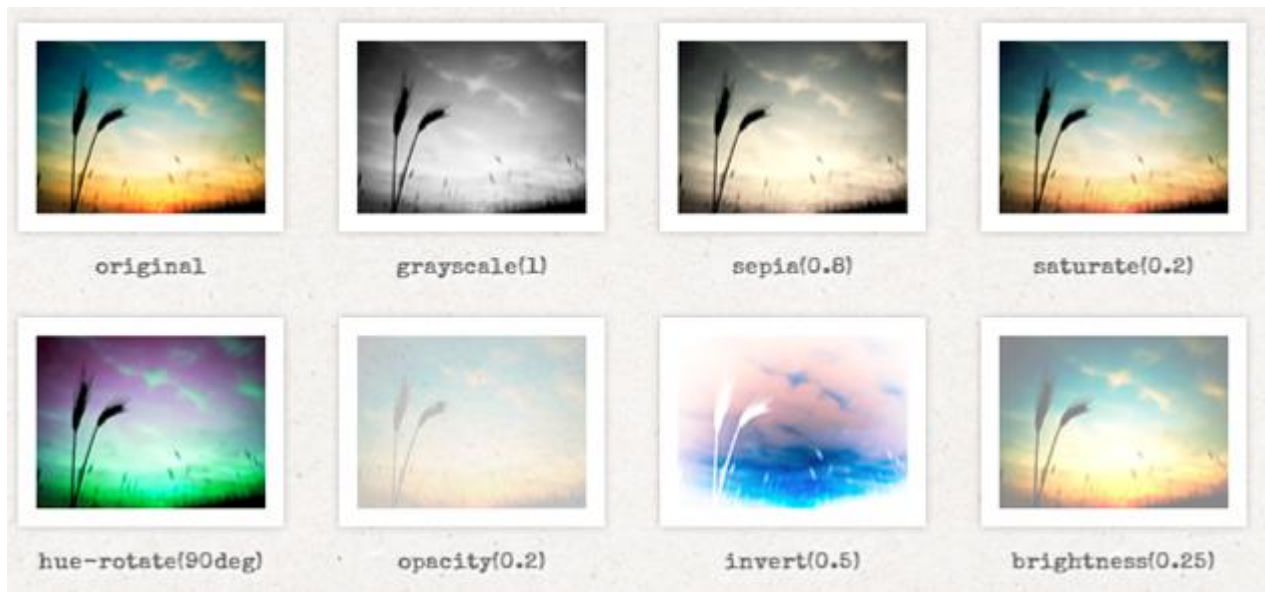 original
grayscale(1)
sepia(0.8)
saturate(0.2)
hue-rotate(90deg)
opacity(0.2)
invert(0.5)
brightness(0.25)